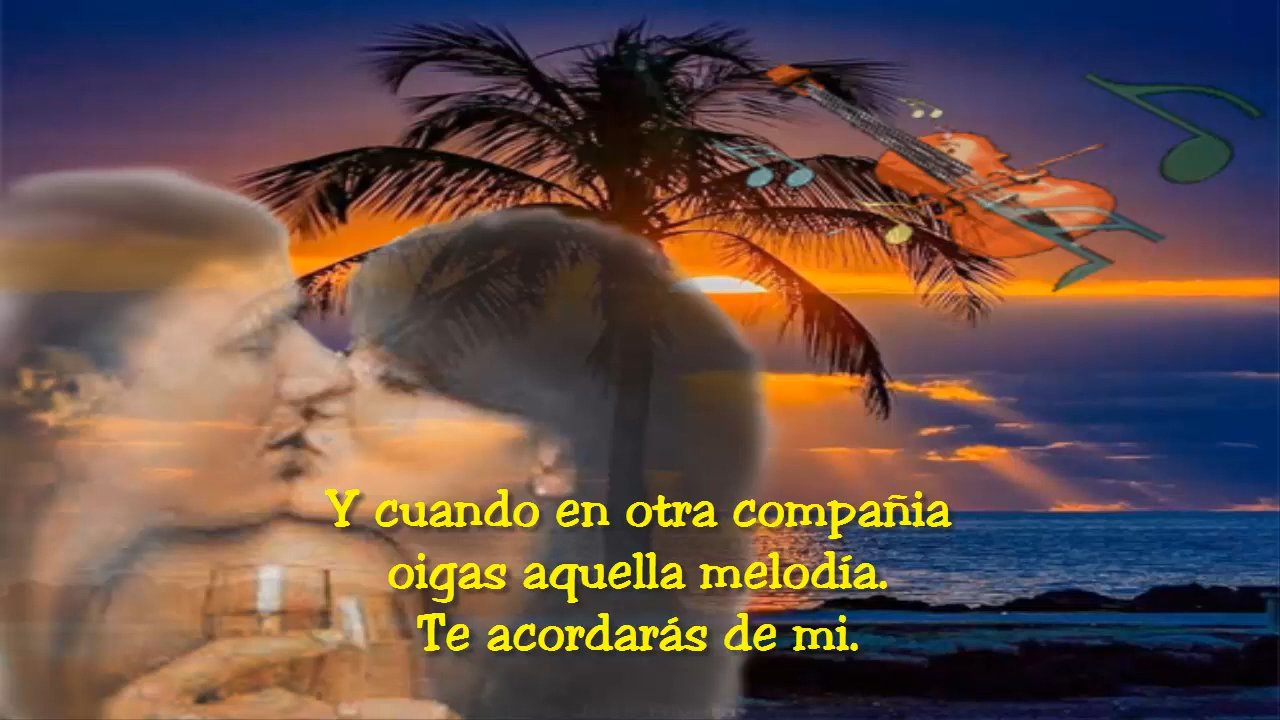 Y cuando en otra compañia
oigas aquella melodía.
Te acordarás de mi.